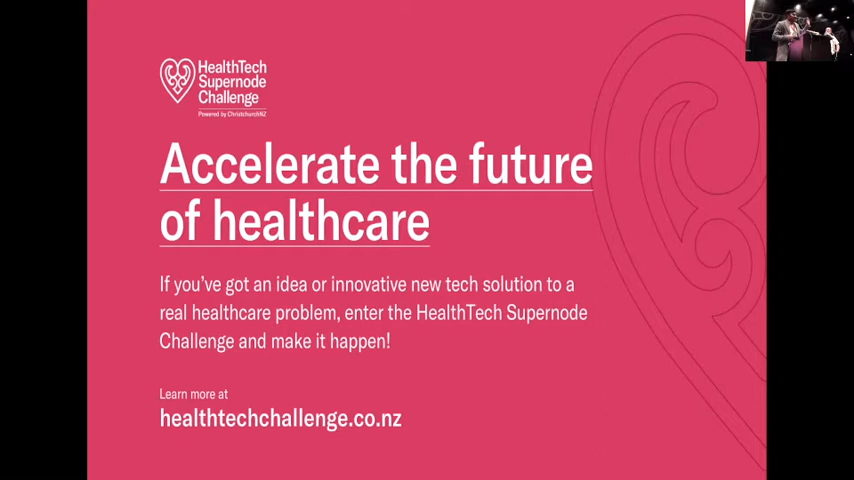 HealthTech
Supernode
Challenge
Powered by ChristchurchNZ
Accelerate the future
of healthcare
If you've got an idea or innovative new tech solution to a
real healthcare problem, enter the HealthTech Supernode
Challenge and make it happen!
Learn more at
healthtechchallenge.co.nz